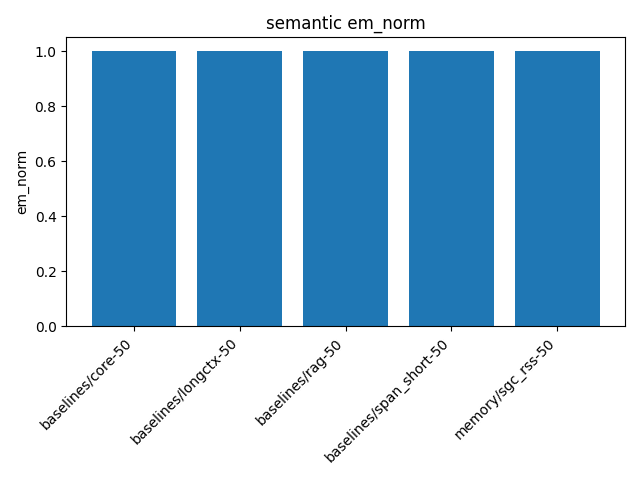 semantic em_norm
em_norm
1.0
0.8
0.6
0.4
0.2
0.0
baselines/core-50
baselines/longctx-50
baselines/rag-50
baselines/span_short-50
memory/sgc_rss-50